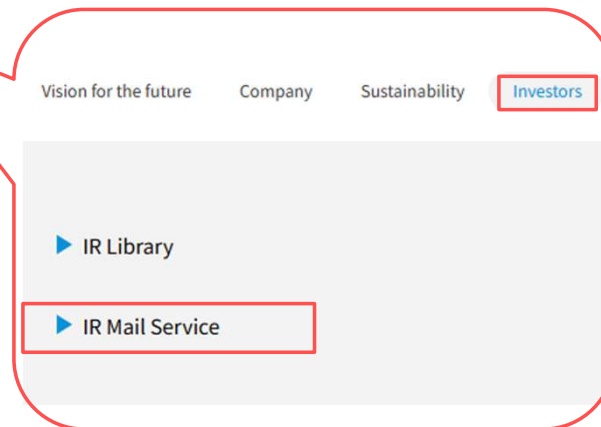 Vision for the future Company Sustainability Investors
IR Library
IR Mail Service